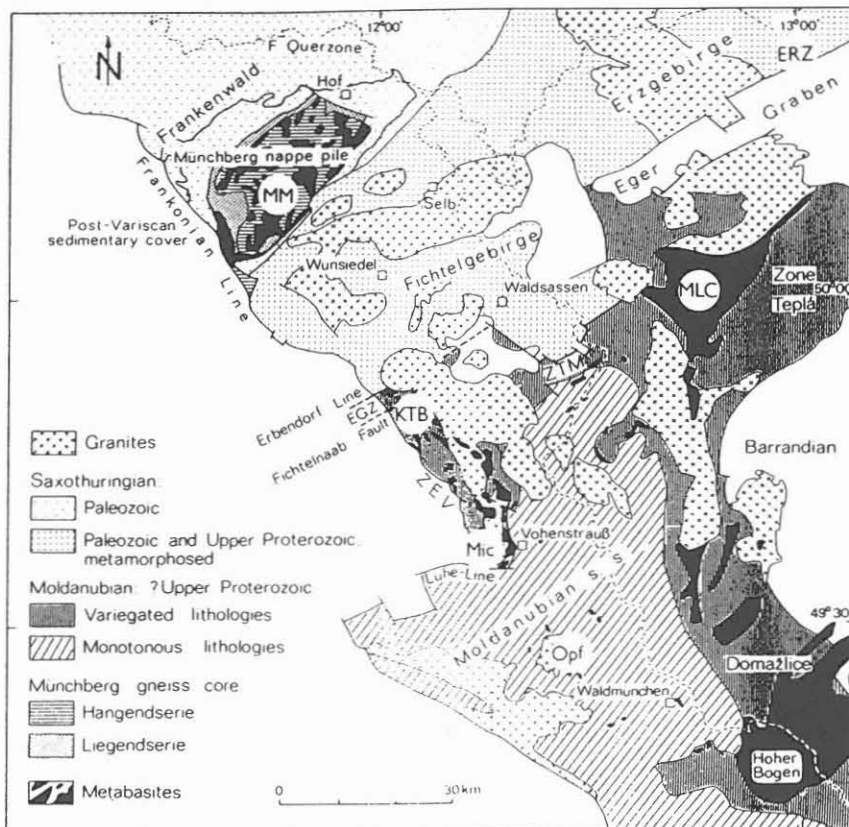 12°00'
13°00'
N
F Querzone
ERZ
Erzgebirge
Hof
Frankenwald
Graben
Eger
Münchberg nappe pile
MM
Frankonian Line
Selb
Post-Variscan
sedimentary cover
Fichtelgebirge
Wunsiedel
Waldsassen
MLC
Zone
50°00'
Teplá
ZTM
Erbendorf Line
EGZ
KTB
Fichtelnaab Fault
Barrandian
ZEV
Mic
Vohenstrauß
Luhe-Line
Moldanubian s s
49°30'
Opf
Domažlice
Waldmunchen
Hoher
Bogen
Granites
Saxothuringian
Paleozoic
Paleozoic and Upper Proterozoic
metamorphosed
Moldanubian ?Upper Proterozoic
Variegated lithologies
Monotonous lithologies
Münchberg gneiss core
Hangendserie
Liegendserie
Metabasites
0 30 km